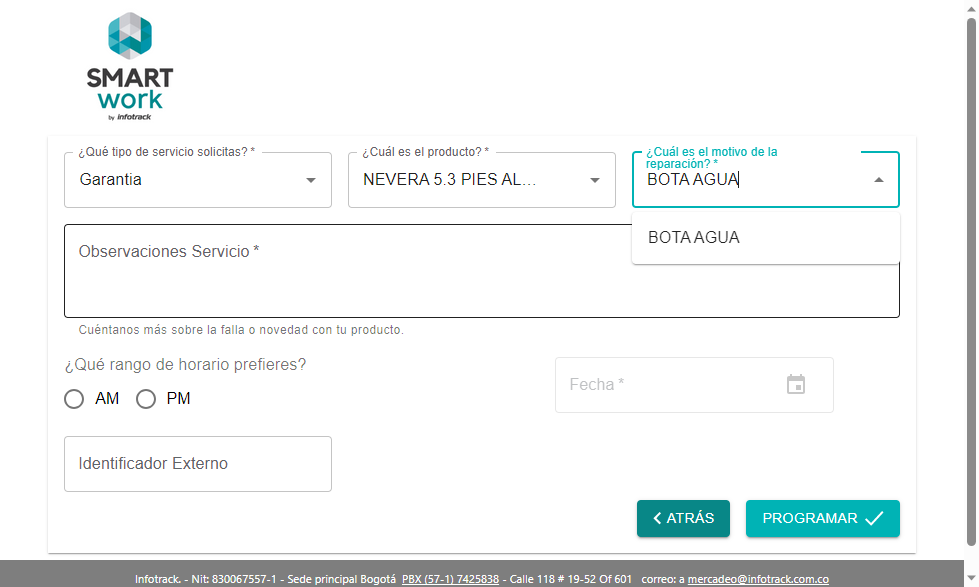 SMART
work
by infotrack
¿Qué tipo de servicio solicitas? *
Garantia
¿Cuál es el producto? *
NEVERA 5.3 PIES AL...
¿Cuál es el motivo de la
reparación? *
BOTA AGUA
BOTA AGUA
Observaciones Servicio *
Cuéntanos más sobre la falla o novedad con tu producto.
¿Qué rango de horario prefieres?
AM PM
Fecha *
Identificador Externo
ATRÁS
PROGRAMAR
Infotrack. - Nit: 830067557-1 - Sede principal Bogotá PBX (57-1) 7425838 - Calle 118 # 19-52 Of 601 correo: a mercadeo@infotrack.com.co